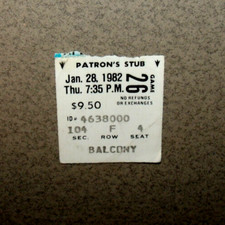 PATRON'S STUB
Jan. 28, 1982
Thu. 7:35 P.M.
GAME 26
NO REFUNDS
OR EXCHANGES
$9.50
ID# 4638000
104 F 4
SEC. ROW SEAT
BALCONY